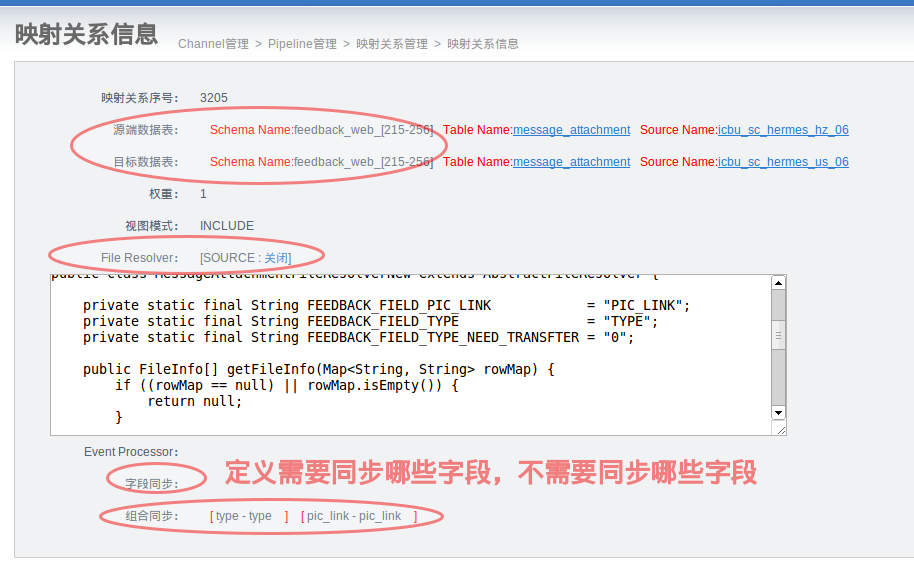 映射关系信息 Channel管理 > Pipeline管理 > 映射关系管理 > 映射关系信息
映射关系序号： 3205
源端数据表： Schema Name:feedback_web_[215-256] Table Name:message_attachment Source Name:icbu_sc_hermes_hz_06
目标数据表： Schema Name:feedback_web_[215-256] Table Name:message_attachment Source Name:icbu_sc_hermes_us_06
权重： 1
视图模式： INCLUDE
File Resolver： [SOURCE : 关闭]
public class MessageAttachmentFileResolverNew extends AbstractFileResolver {
private static final String FEEDBACK_FIELD_PIC_LINK = "PIC_LINK";
private static final String FEEDBACK_FIELD_TYPE = "TYPE";
private static final String FEEDBACK_FIELD_TYPE_NEED_TRANSFTER = "0";
public FileInfo[] getFileInfo(Map<String, String> rowMap) {
if ((rowMap == null) || rowMap.isEmpty()) {
return null;
}
Event Processor：
字段同步： 定义需要同步哪些字段，不需要同步哪些字段
组合同步： [ type - type ] [ pic_link - pic_link ]